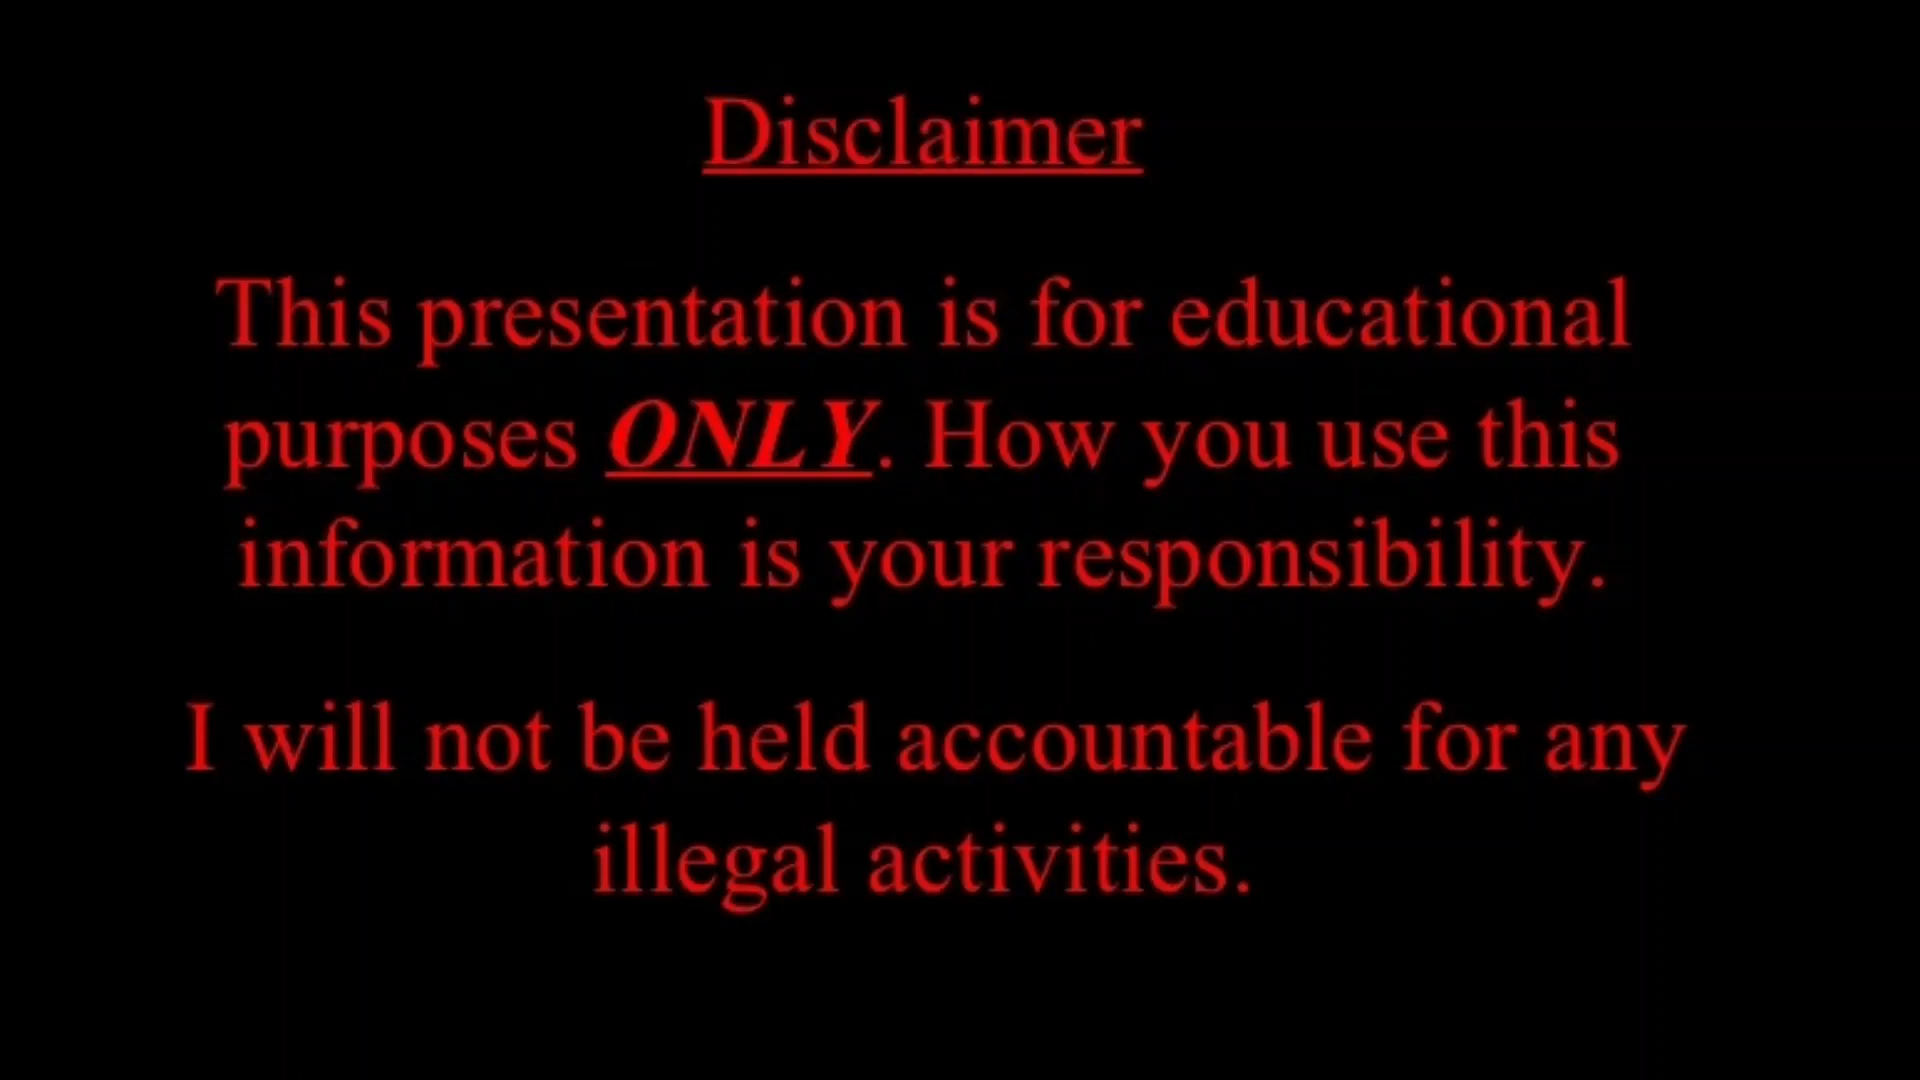 Disclaimer
This presentation is for educational
purposes ONLY. How you use this
information is your responsibility.
I will not be held accountable for any
illegal activities.